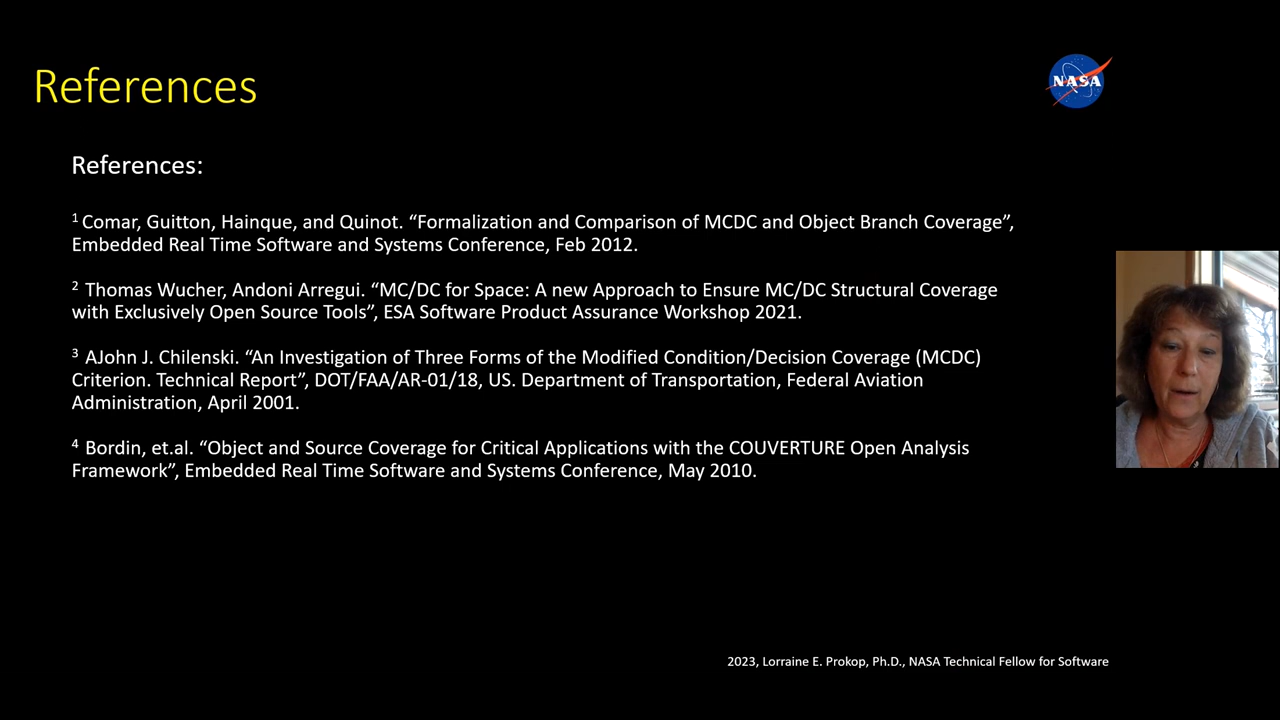 References
NASA
References:
¹ Comar, Guitton, Hainque, and Quinot. “Formalization and Comparison of MCDC and Object Branch Coverage”,
Embedded Real Time Software and Systems Conference, Feb 2012.
² Thomas Wucher, Andoni Arregui. “MC/DC for Space: A new Approach to Ensure MC/DC Structural Coverage
with Exclusively Open Source Tools”, ESA Software Product Assurance Workshop 2021.
³ AJohn J. Chilenski. “An Investigation of Three Forms of the Modified Condition/Decision Coverage (MCDC)
Criterion. Technical Report”, DOT/FAA/AR-01/18, US. Department of Transportation, Federal Aviation
Administration, April 2001.
⁴ Bordin, et.al. “Object and Source Coverage for Critical Applications with the COUVERTURE Open Analysis
Framework”, Embedded Real Time Software and Systems Conference, May 2010.
2023, Lorraine E. Prokop, Ph.D., NASA Technical Fellow for Software